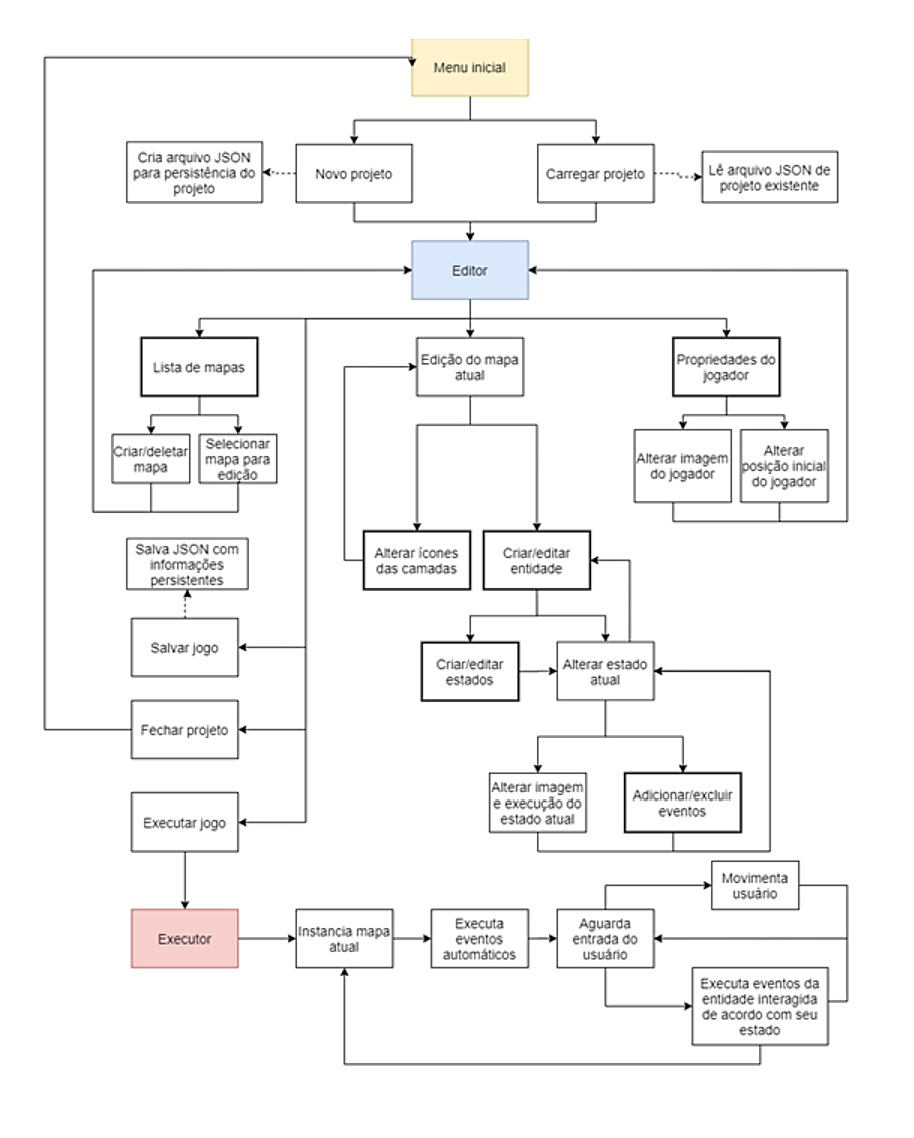 Menu inicial
Cria arquivo JSON
para persistência do
projeto
Novo projeto
Carregar projeto
Lê arquivo JSON de
projeto existente
Editor
Lista de mapas
Edição do mapa
atual
Propriedades do
jogador
Criar/deletar
mapa
Selecionar
mapa para
edição
Alterar imagem
do jogador
Alterar
posição inicial
do jogador
Salva JSON com
informações
persistentes
Alterar ícones
das camadas
Criar/editar
entidade
Salvar jogo
Criar/editar
estados
Alterar estado
atual
Fechar projeto
Alterar imagem
e execução do
estado atual
Adicionar/excluir
eventos
Executar jogo
Movimenta
usuário
Executor
Instancia mapa
atual
Executa
eventos
automáticos
Aguarda
entrada do
usuário
Executa eventos da
entidade interagida
de acordo com seu
estado